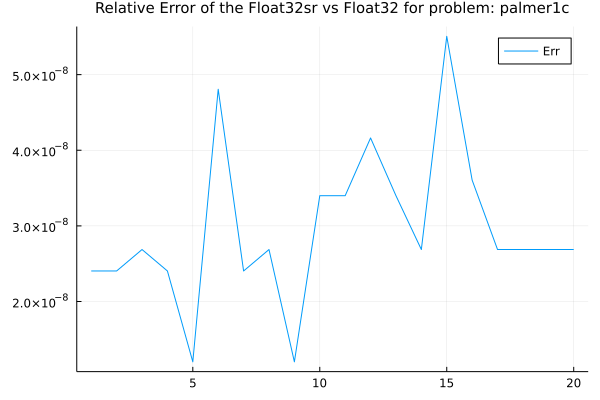 Relative Error of the Float32sr vs Float32 for problem: palmer1c
Err
5.0×10⁻⁸
4.0×10⁻⁸
3.0×10⁻⁸
2.0×10⁻⁸
5 10 15 20